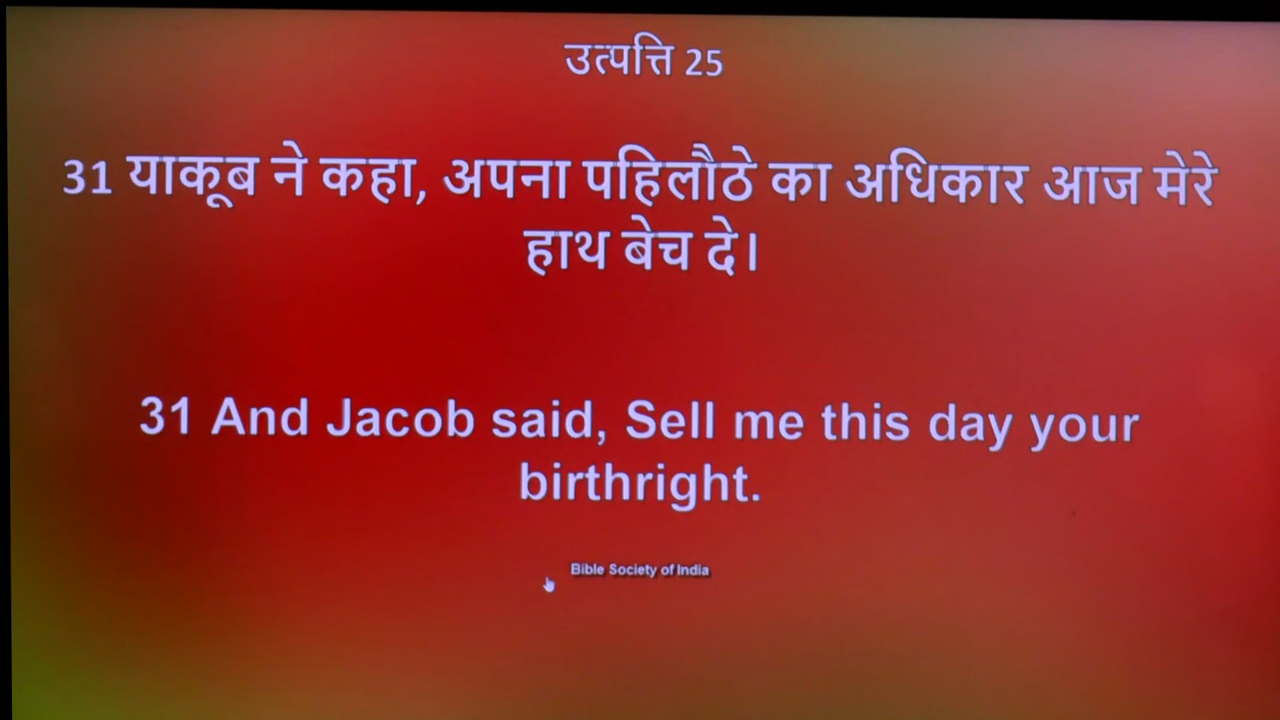 उत्पत्ति 25
31 याकूब ने कहा, अपना पहिलौठे का अधिकार आज मेरे
हाथ बेच दे।
31 And Jacob said, Sell me this day your
birthright.
Bible Society of India